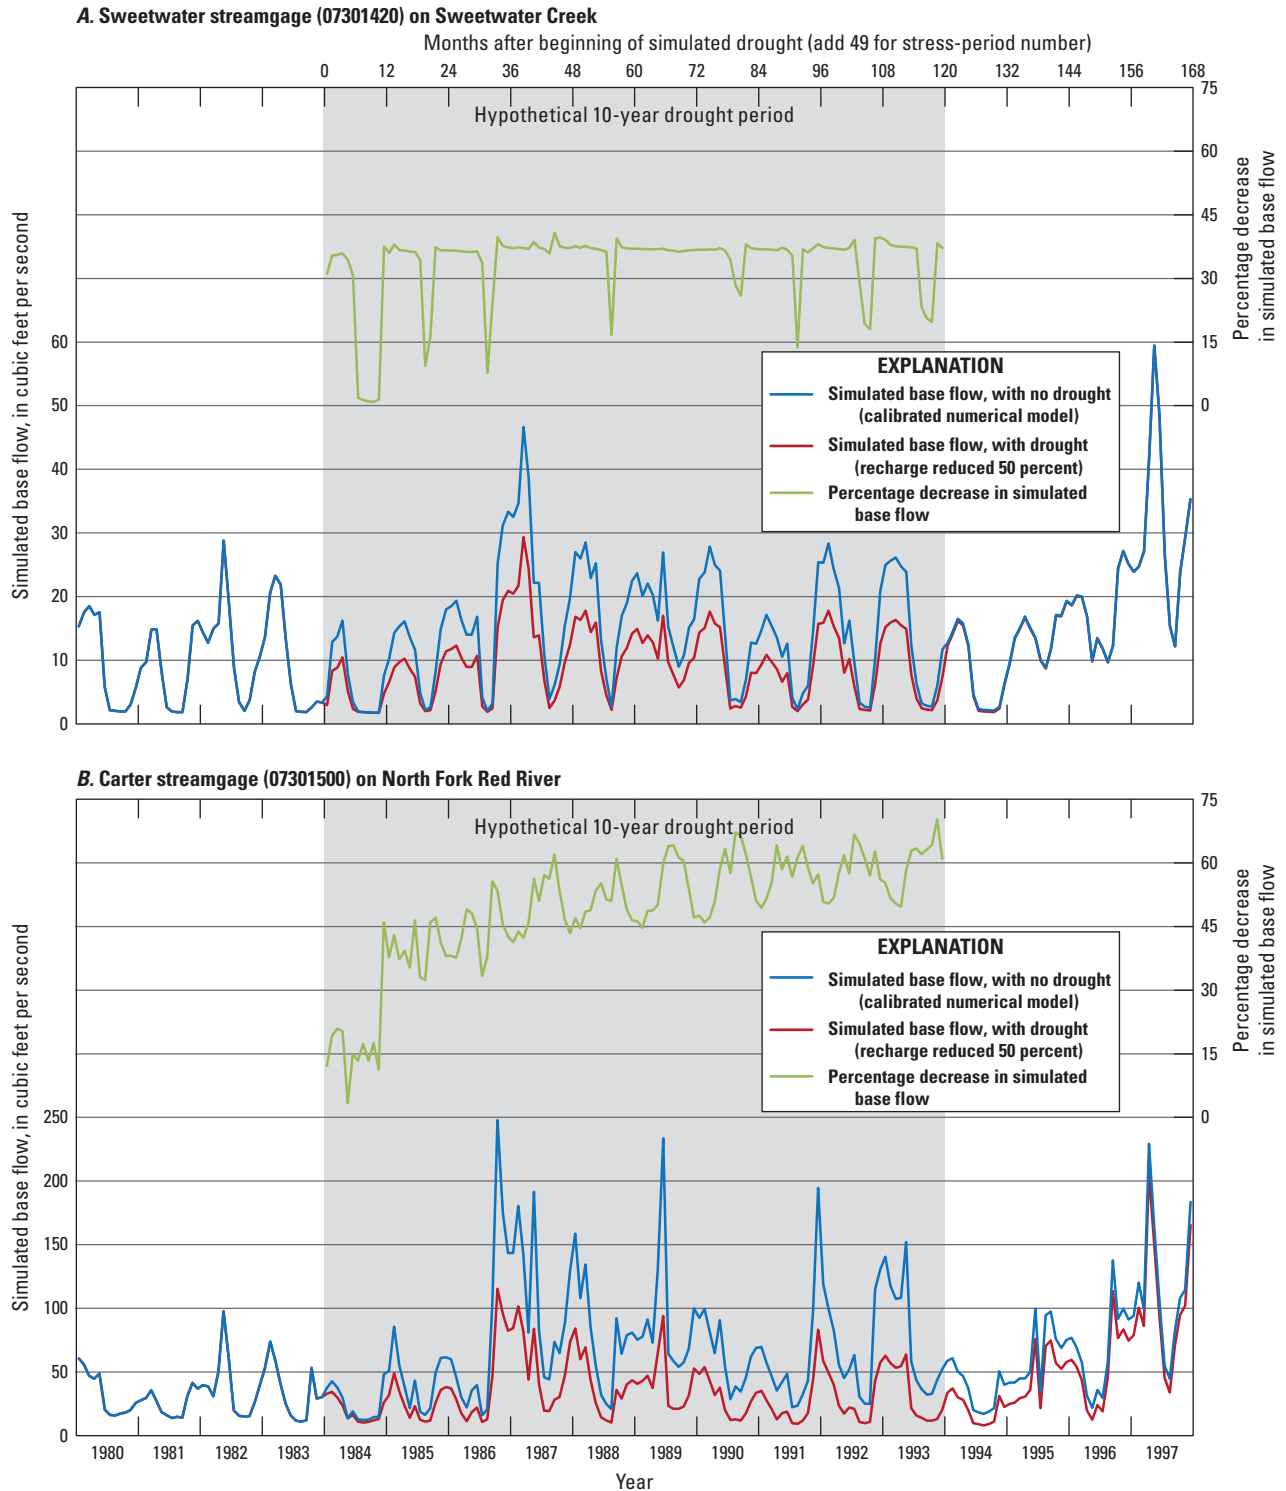 A. Sweetwater streamgage (07301420) on Sweetwater Creek
Months after beginning of simulated drought (add 49 for stress-period number)
0 12 24 36 48 60 72 84 96 108 120 132 144 156 168
Hypothetical 10-year drought period
75
60
45
30
15
0
Percentage decrease
in simulated base flow
Simulated base flow, in cubic feet per second
60
50
40
30
20
10
0
EXPLANATION
Simulated base flow, with no drought
(calibrated numerical model)
Simulated base flow, with drought
(recharge reduced 50 percent)
Percentage decrease in simulated
base flow
B. Carter streamgage (07301500) on North Fork Red River
Hypothetical 10-year drought period
75
60
45
30
15
0
Percentage decrease
in simulated base flow
Simulated base flow, in cubic feet per second
250
200
150
100
50
0
EXPLANATION
Simulated base flow, with no drought
(calibrated numerical model)
Simulated base flow, with drought
(recharge reduced 50 percent)
Percentage decrease in simulated
base flow
1980 1981 1982 1983 1984 1985 1986 1987 1988 1989 1990 1991 1992 1993 1994 1995 1996 1997
Year